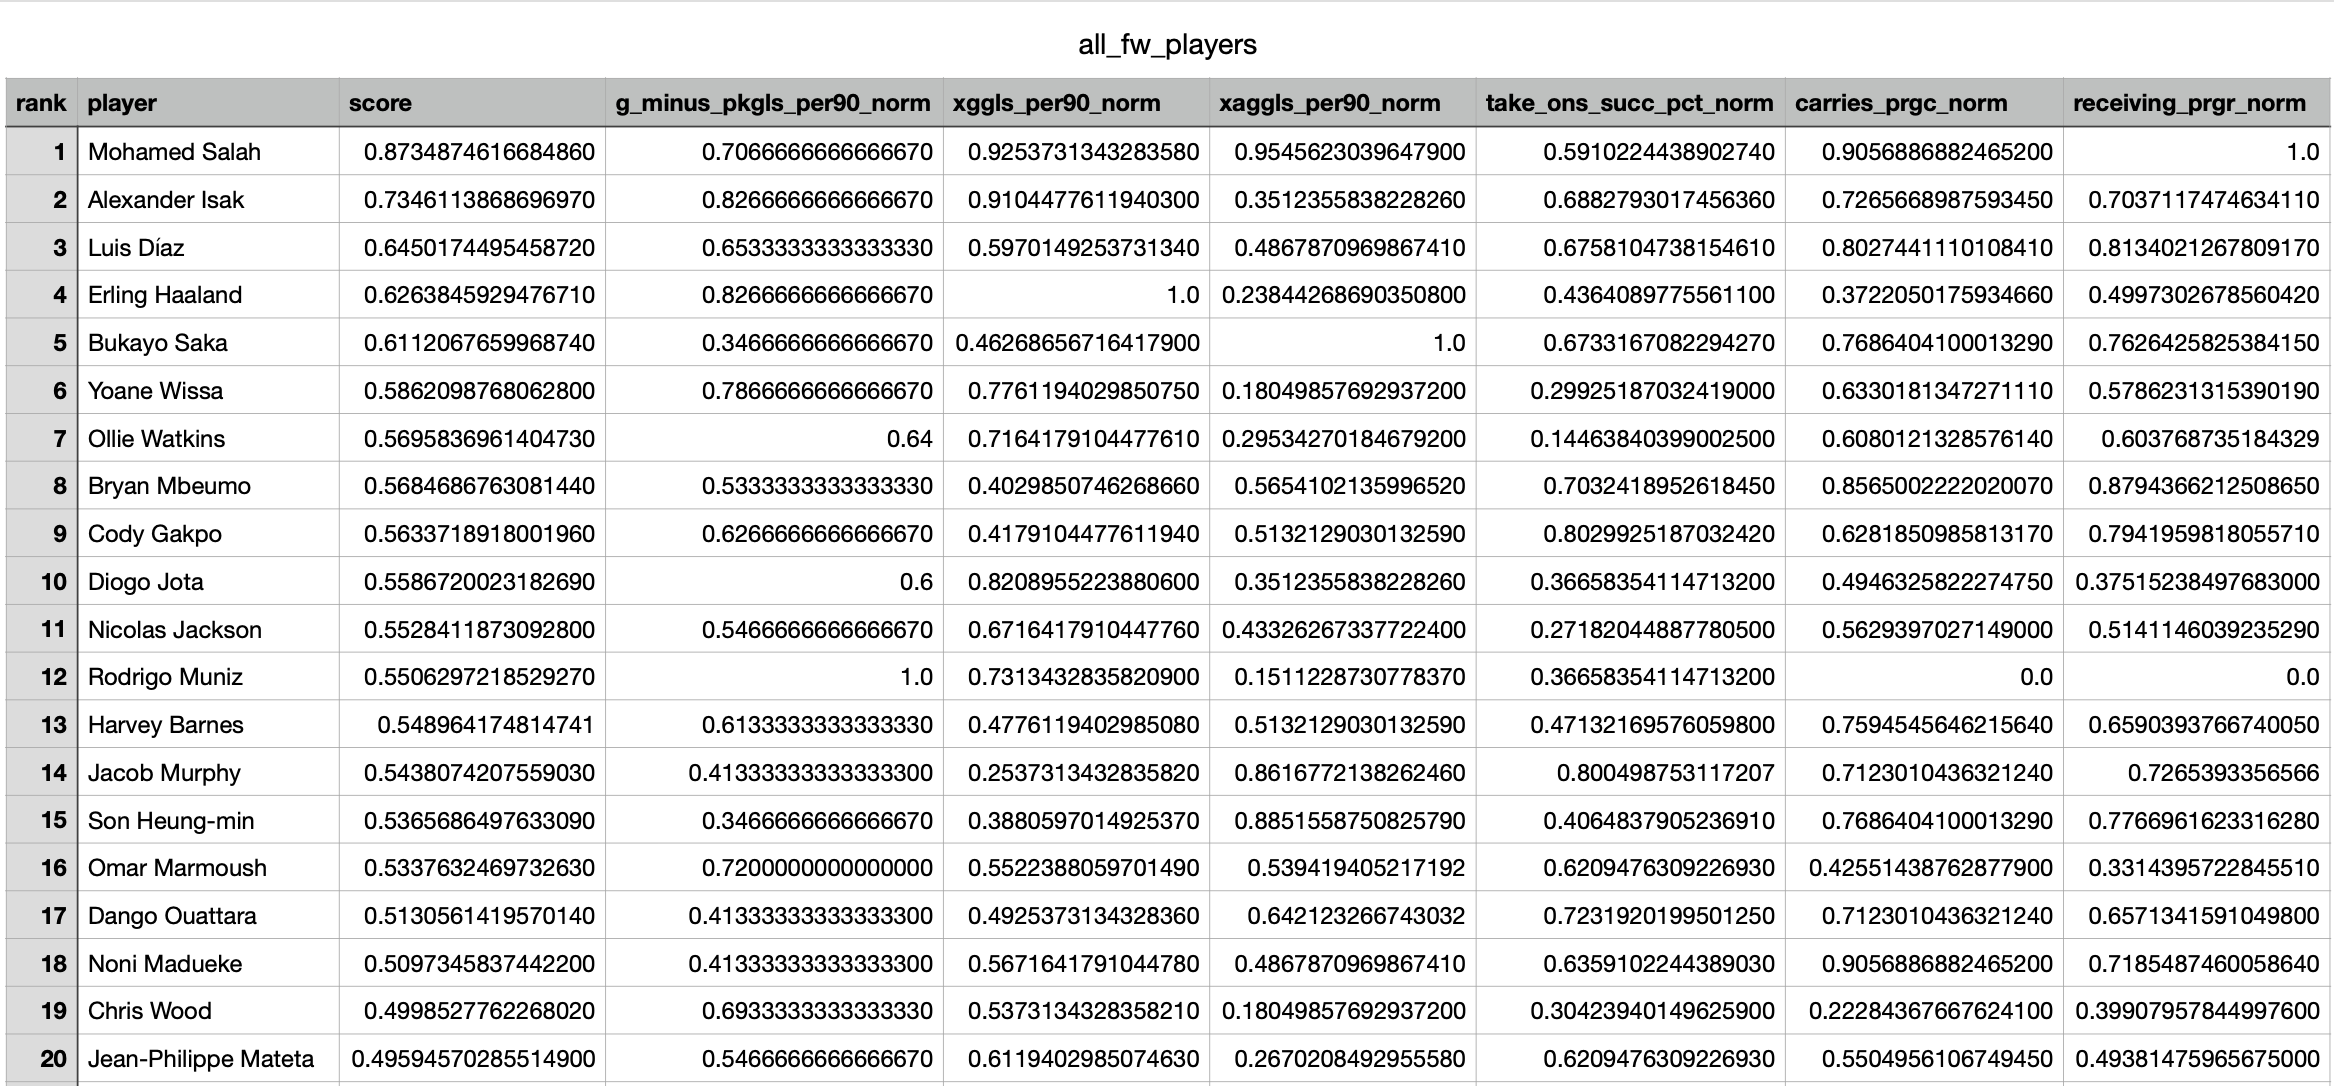 all_fw_players
rank player score g_minus_pkgls_per90_norm xggls_per90_norm xaggls_per90_norm take_ons_succ_pct_norm carries_prgc_norm receiving_prgr_norm
1 Mohamed Salah 0.8734874616684860 0.7066666666666670 0.9253731343283580 0.9545623039647900 0.5910224438902740 0.9056886882465200 1.0
2 Alexander Isak 0.7346113868696970 0.8266666666666670 0.9104477611940300 0.3512355838228260 0.6882793017456360 0.7265668987593450 0.7037117474634110
3 Luis Díaz 0.6450174495458720 0.6533333333333330 0.5970149253731340 0.4867870969867410 0.6758104738154610 0.8027441110108410 0.8134021267809170
4 Erling Haaland 0.6263845929476710 0.8266666666666670 1.0 0.23844268690350800 0.4364089775561100 0.3722050175934660 0.4997302678560420
5 Bukayo Saka 0.6112067659968740 0.3466666666666670 0.46268656716417900 1.0 0.6733167082294270 0.7686404100013290 0.7626425825384150
6 Yoane Wissa 0.5862098768062800 0.7866666666666670 0.7761194029850750 0.18049857692937200 0.29925187032419000 0.6330181347271110 0.5786231315390190
7 Ollie Watkins 0.5695836961404730 0.64 0.7164179104477610 0.29534270184679200 0.14463840399002500 0.6080121328576140 0.603768735184329
8 Bryan Mbeumo 0.5684686763081440 0.5333333333333330 0.4029850746268660 0.5654102135996520 0.7032418952618450 0.8565002222020070 0.8794366212508650
9 Cody Gakpo 0.5633718918001960 0.6266666666666670 0.4179104477611940 0.5132129030132590 0.8029925187032420 0.6281850985813170 0.7941959818055710
10 Diogo Jota 0.5586720023182690 0.6 0.8208955223880600 0.3512355838228260 0.36658354114713200 0.4946325822274750 0.37515238497683000
11 Nicolas Jackson 0.5528411873092800 0.5466666666666670 0.6716417910447760 0.43326267337722400 0.27182044887780500 0.5629397027149000 0.5141146039235290
12 Rodrigo Muniz 0.5506297218529270 1.0 0.7313432835820900 0.1511228730778370 0.36658354114713200 0.0 0.0
13 Harvey Barnes 0.548964174814741 0.6133333333333330 0.4776119402985080 0.5132129030132590 0.47132169576059800 0.7594545646215640 0.6590393766740050
14 Jacob Murphy 0.5438074207559030 0.41333333333333300 0.2537313432835820 0.8616772138262460 0.800498753117207 0.7123010436321240 0.7265393356566
15 Son Heung-min 0.5365686497633090 0.3466666666666670 0.3880597014925370 0.8851558750825790 0.4064837905236910 0.7686404100013290 0.7766961623316280
16 Omar Marmoush 0.5337632469732630 0.7200000000000000 0.5522388059701490 0.539419405217192 0.6209476309226930 0.42551438762877900 0.3314395722845510
17 Dango Ouattara 0.5130561419570140 0.41333333333333300 0.4925373134328360 0.642123266743032 0.7231920199501250 0.7123010436321240 0.6571341591049800
18 Noni Madueke 0.5097345837442200 0.41333333333333300 0.5671641791044780 0.4867870969867410 0.6359102244389030 0.9056886882465200 0.7185487460058640
19 Chris Wood 0.4998527762268020 0.6933333333333330 0.5373134328358210 0.18049857692937200 0.30423940149625900 0.22284367667624100 0.39907957844997600
20 Jean-Philippe Mateta 0.49594570285514900 0.5466666666666670 0.6119402985074630 0.2670208492955580 0.6209476309226930 0.5504956106749450 0.49381475965675000